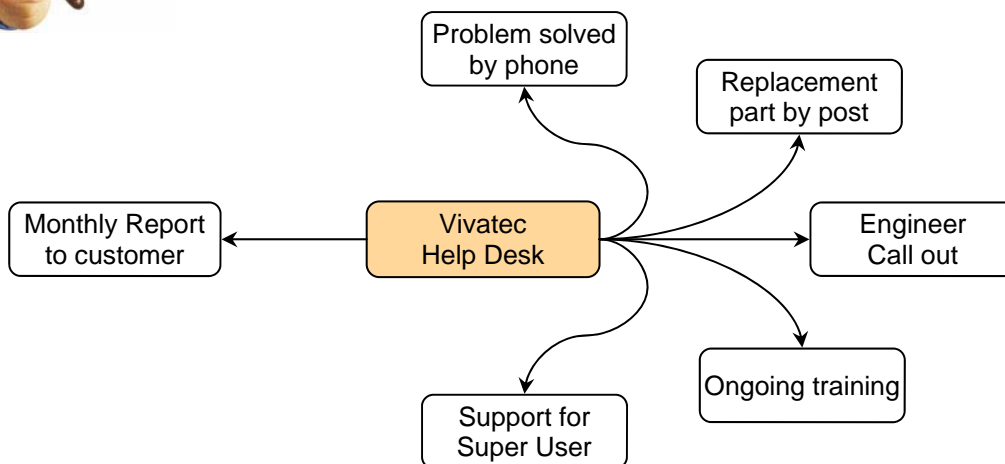 Problem solved
by phone
Replacement
part by post
Monthly Report
to customer
Vivatec
Help Desk
Engineer
Call out
Ongoing training
Support for
Super User